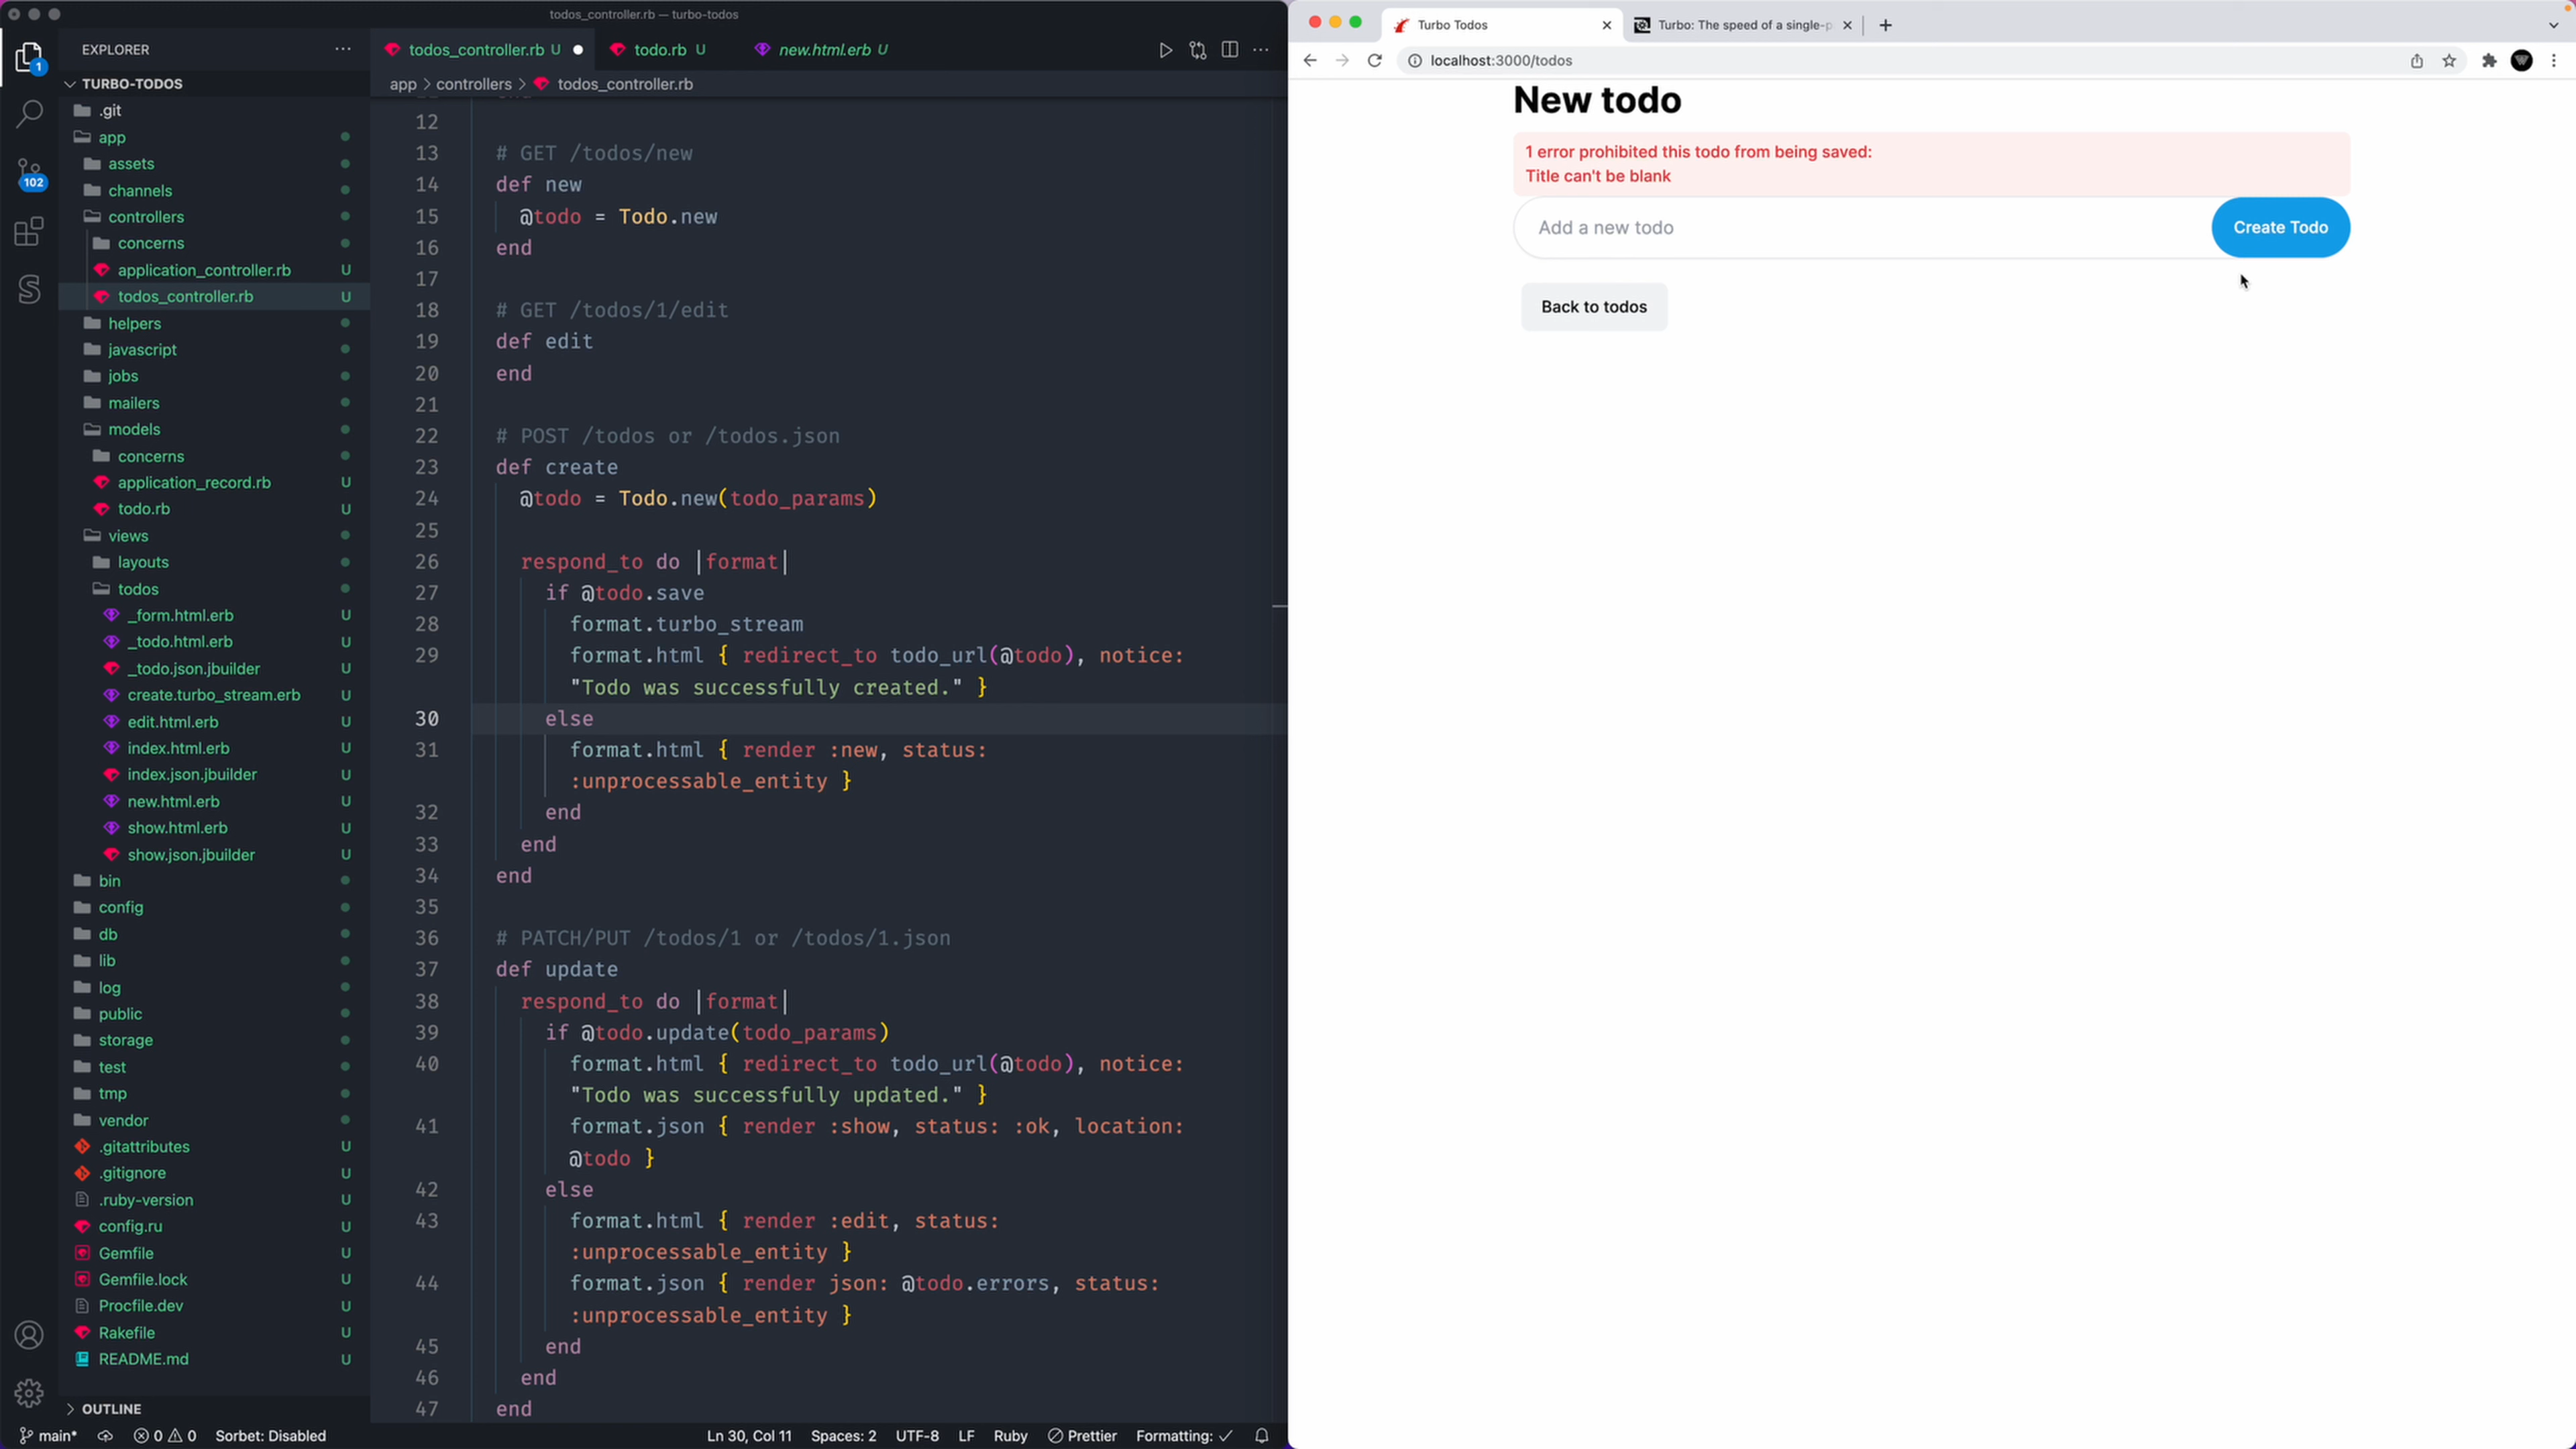 todos_controller.rb — turbo-todos
EXPLORER
TURBO-TODOS
.git
app
assets
channels
controllers
concerns
application_controller.rb U
todos_controller.rb U
helpers
javascript
jobs
mailers
models
concerns
application_record.rb U
todo.rb U
views
layouts
todos
_form.html.erb U
_todo.html.erb U
_todo.json.jbuilder U
create.turbo_stream.erb U
edit.html.erb U
index.html.erb U
index.json.jbuilder U
new.html.erb U
show.html.erb U
show.json.jbuilder U
bin
config
db
lib
log
public
storage
test
tmp
vendor
.gitattributes U
.gitignore U
.ruby-version U
config.ru U
Gemfile U
Gemfile.lock U
Procfile.dev U
Rakefile U
README.md U
OUTLINE
1
102
todos_controller.rb U
todo.rb U
new.html.erb U
app > controllers > todos_controller.rb
12
13 # GET /todos/new
14 def new
15 @todo = Todo.new
16 end
17
18 # GET /todos/1/edit
19 def edit
20 end
21
22 # POST /todos or /todos.json
23 def create
24 @todo = Todo.new(todo_params)
25
26 respond_to do |format|
27 if @todo.save
28 format.turbo_stream
29 format.html { redirect_to todo_url(@todo), notice:
"Todo was successfully created." }
30 else
31 format.html { render :new, status:
:unprocessable_entity }
32 end
33 end
34 end
35
36 # PATCH/PUT /todos/1 or /todos/1.json
37 def update
38 respond_to do |format|
39 if @todo.update(todo_params)
40 format.html { redirect_to todo_url(@todo), notice:
"Todo was successfully updated." }
41 format.json { render :show, status: :ok, location:
@todo }
42 else
43 format.html { render :edit, status:
:unprocessable_entity }
44 format.json { render json: @todo.errors, status:
:unprocessable_entity }
45 end
46 end
47 end
main* 0 0 Sorbet: Disabled Ln 30, Col 11 Spaces: 2 UTF-8 LF Ruby Prettier Formatting: ✓
Turbo Todos
Turbo: The speed of a single-p
localhost:3000/todos
New todo
1 error prohibited this todo from being saved:
Title can't be blank
Add a new todo
Create Todo
Back to todos